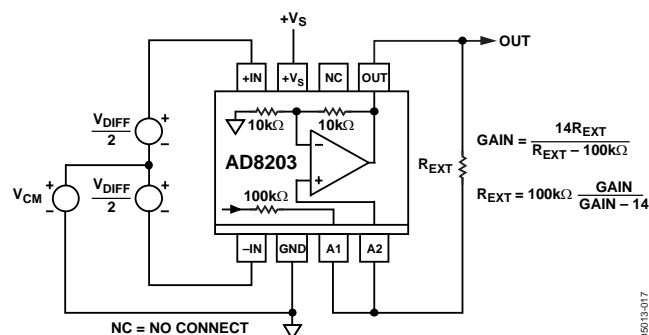 +VS
OUT
+IN +VS NC OUT
10kΩ 10kΩ
VDIFF
2
AD8203
–
+
100kΩ
VCM
VDIFF
2
REXT
GAIN = 14REXT / REXT – 100kΩ
REXT = 100kΩ GAIN / GAIN – 14
–IN GND A1 A2
NC = NO CONNECT
05013-017